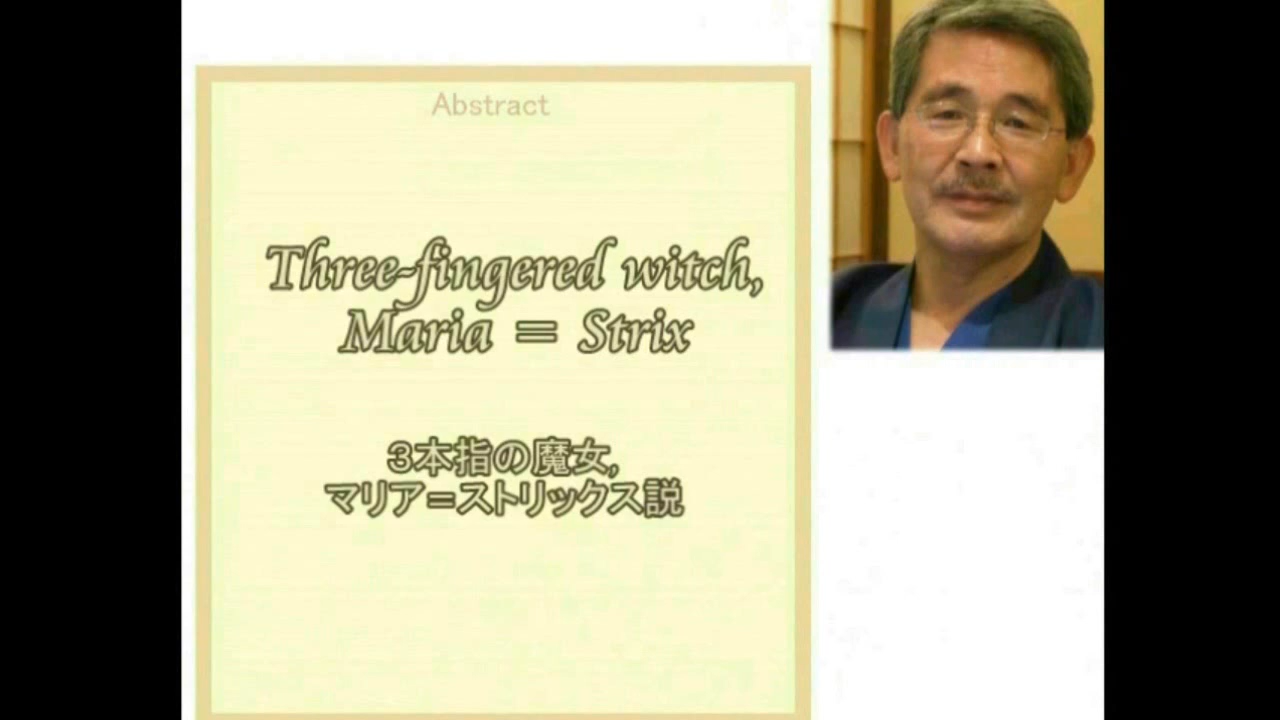 Abstract
Three-fingered witch,
Maria = Strix
3本指の魔女,
マリア=ストリックス説